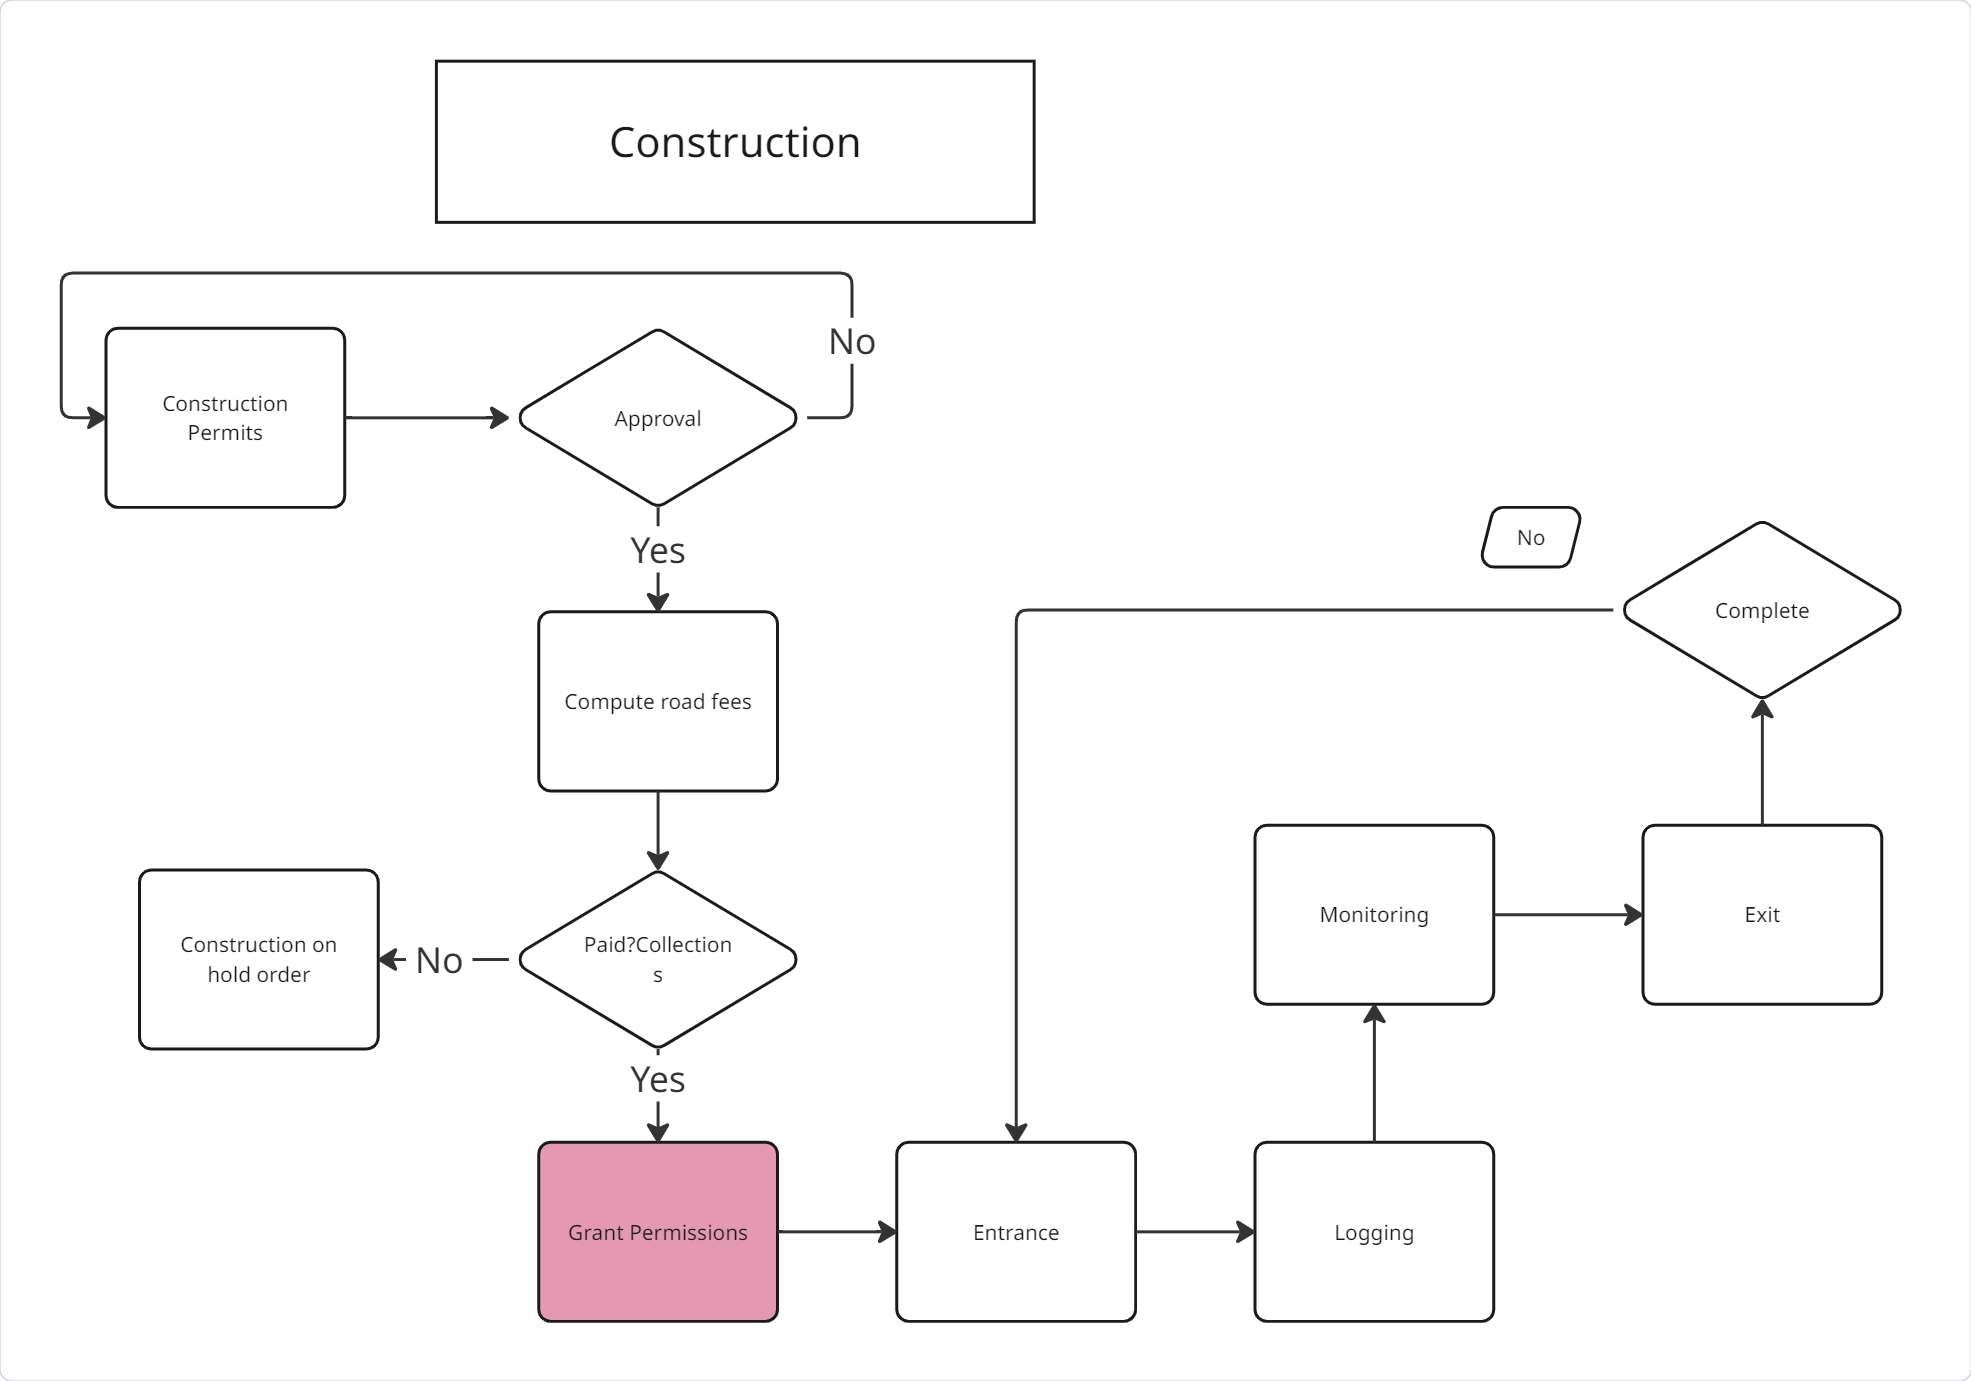 Construction
No
Construction
Permits
Approval
Yes
No
Complete
Compute road fees
Monitoring
Exit
Construction on
hold order
No
Paid?Collection
s
Yes
Grant Permissions
Entrance
Logging